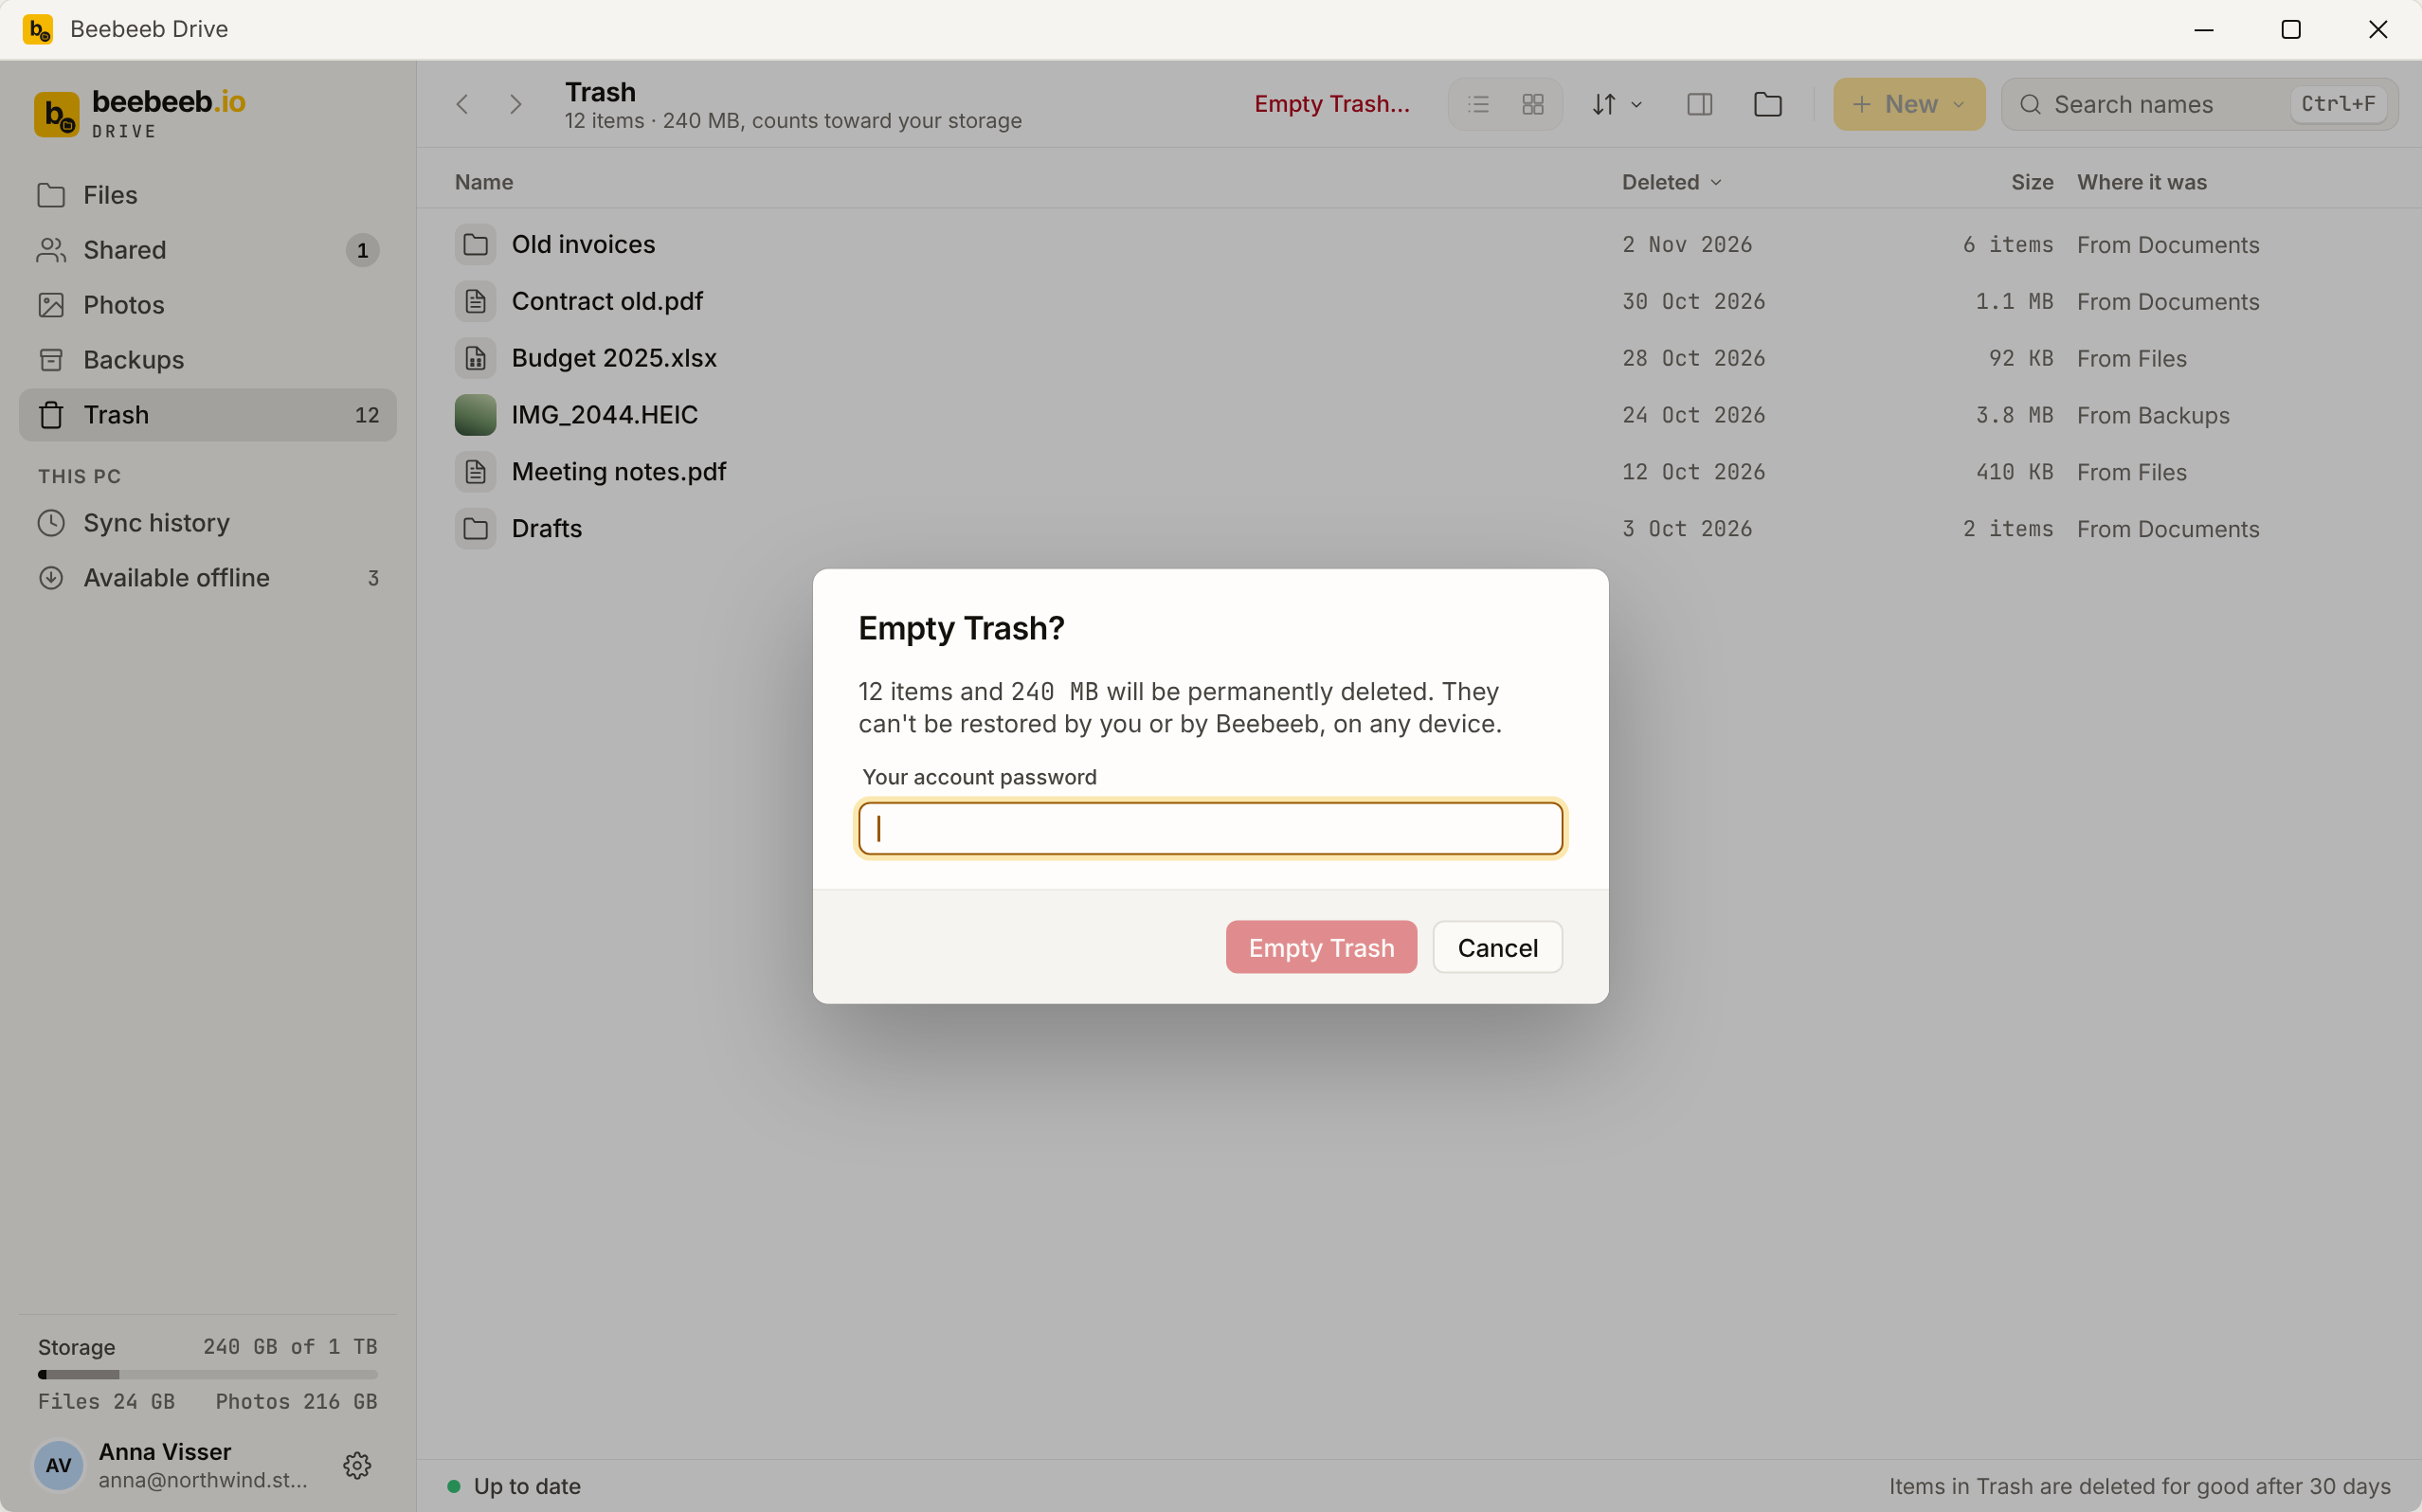 Beebeeb Drive
beebeeb.io
DRIVE
Files
Shared 1
Photos
Backups
Trash 12
THIS PC
Sync history
Available offline 3
Storage 240 GB of 1 TB
Files 24 GB Photos 216 GB
AV
Anna Visser
anna@northwind.st...
Trash
12 items · 240 MB, counts toward your storage
Empty Trash...
New
Search names Ctrl+F
Name Deleted Size Where it was
Old invoices 2 Nov 2026 6 items From Documents
Contract old.pdf 30 Oct 2026 1.1 MB From Documents
Budget 2025.xlsx 28 Oct 2026 92 KB From Files
IMG_2044.HEIC 24 Oct 2026 3.8 MB From Backups
Meeting notes.pdf 12 Oct 2026 410 KB From Files
Drafts 3 Oct 2026 2 items From Documents
Empty Trash?
12 items and 240 MB will be permanently deleted. They
can't be restored by you or by Beebeeb, on any device.
Your account password
Empty Trash Cancel
Up to date
Items in Trash are deleted for good after 30 days